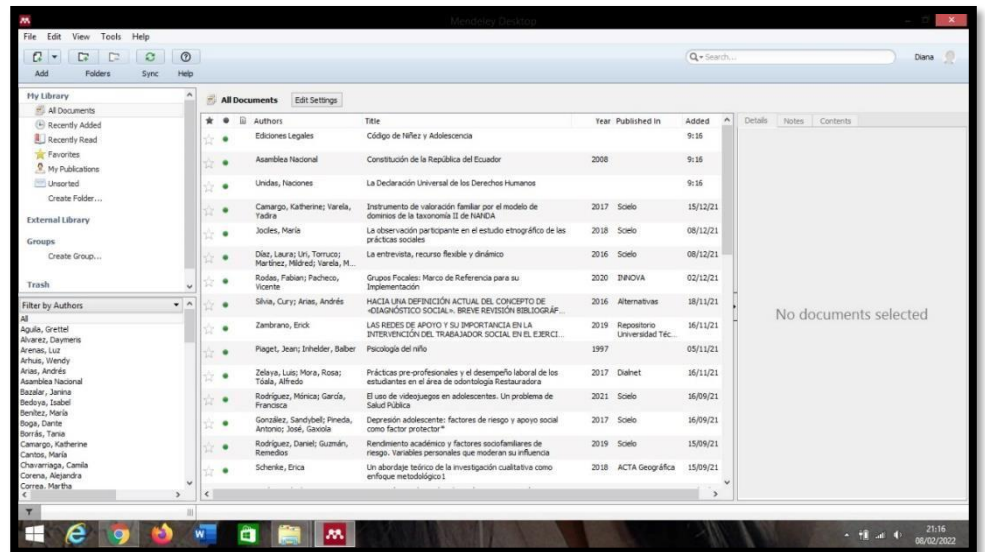 Mendeley Desktop
File Edit View Tools Help
Add Folders Sync Help
Search...
Diana
My Library
All Documents
Recently Added
Recently Read
Favorites
My Publications
Unsorted
Create Folder...
External Library
Groups
Create Group...
Trash
Filter by Authors
All
Aguila, Grettel
Alvarez, Daymeris
Arenas, Luz
Arhuis, Wendy
Arias, Andrés
Asamblea Nacional
Bazalar, Janina
Bedoya, Isabel
Benítez, María
Boga, Dante
Borrás, Tania
Camargo, Katherine
Cantos, María
Chavarriaga, Camila
Corena, Alejandra
Correa, Martha
All Documents Edit Settings
Authors Title Year Published In Added
Ediciones Legales Código de Niñez y Adolescencia 9:16
Asamblea Nacional Constitución de la República del Ecuador 2008 9:16
Unidas, Naciones La Declaración Universal de los Derechos Humanos 9:16
Camargo, Katherine; Varela, Instrumento de valoración familiar por el modelo de 2017 Scielo 15/12/21
Yadira dominios de la taxonomía II de NANDA
Jociles, María La observación participante en el estudio etnográfico de las 2018 Scielo 08/12/21
prácticas sociales
Díaz, Laura; Uri, Torruco; La entrevista, recurso flexible y dinámico 2016 Scielo 08/12/21
Martínez, Mildred; Varela, M...
Rodas, Fabian; Pacheco, Grupos Focales: Marco de Referencia para su 2020 INNOVA 02/12/21
Vicente Implementación
Silvia, Cury; Arias, Andrés HACIA UNA DEFINICIÓN ACTUAL DEL CONCEPTO DE 2016 Alternativas 18/11/21
«DIAGNÓSTICO SOCIAL». BREVE REVISIÓN BIBLIOGRÁF...
Zambrano, Erick LAS REDES DE APOYO Y SU IMPORTANCIA EN LA 2019 Repositorio 16/11/21
INTERVENCIÓN DEL TRABAJADOR SOCIAL EN EL EJERCI... Universidad Téc...
Piaget, Jean; Inhelder, Balber Psicología del niño 1997 05/11/21
Zelaya, Luis; Mora, Rosa; Prácticas pre-profesionales y el desempeño laboral de los 2017 Dialnet 16/11/21
Tóala, Alfredo estudiantes en el área de odontología Restauradora
Rodríguez, Mónica; García, El uso de videojuegos en adolescentes. Un problema de 2021 Scielo 16/09/21
Francisca Salud Pública
González, Sandybell; Pineda, Depresión adolescente: factores de riesgo y apoyo social 2017 Scielo 16/09/21
Antonio; José, Gaxiola como factor protector*
Rodríguez, Daniel; Guzmán, Rendimiento académico y factores sociofamiliares de 2019 Scielo 15/09/21
Remedios riesgo. Variables personales que moderan su influencia
Schenke, Erica Un abordaje teórico de la investigación cualitativa como 2018 ACTA Geográfica 15/09/21
enfoque metodológico1
Details Notes Contents
No documents selected
21:16
08/02/2022